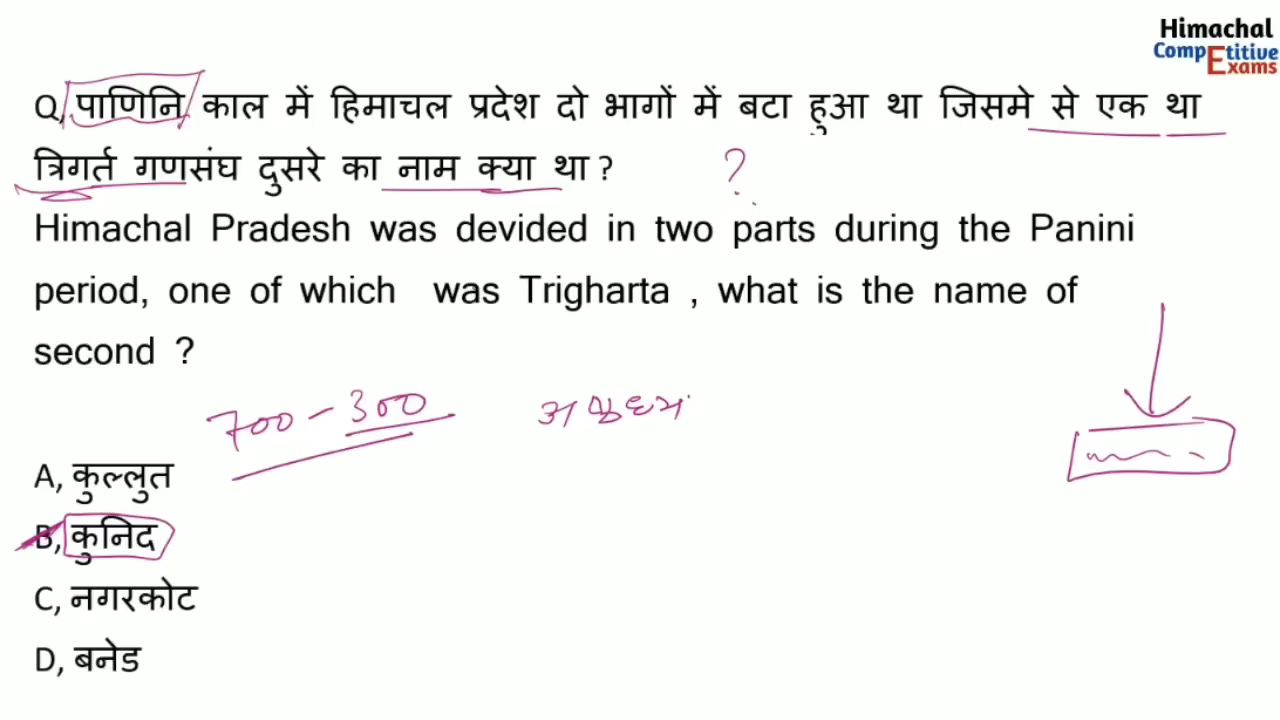 Himachal
Competitive
Exams
Q, पाणिनि काल में हिमाचल प्रदेश दो भागों में बटा हुआ था जिसमे से एक था
त्रिगर्त गणसंघ दुसरे का नाम क्या था ?
?
Himachal Pradesh was devided in two parts during the Panini
period, one of which was Trigharta , what is the name of
second ?
700 - 300
A, कुल्लुत
B, कुनिद
C, नगरकोट
D, बनेड